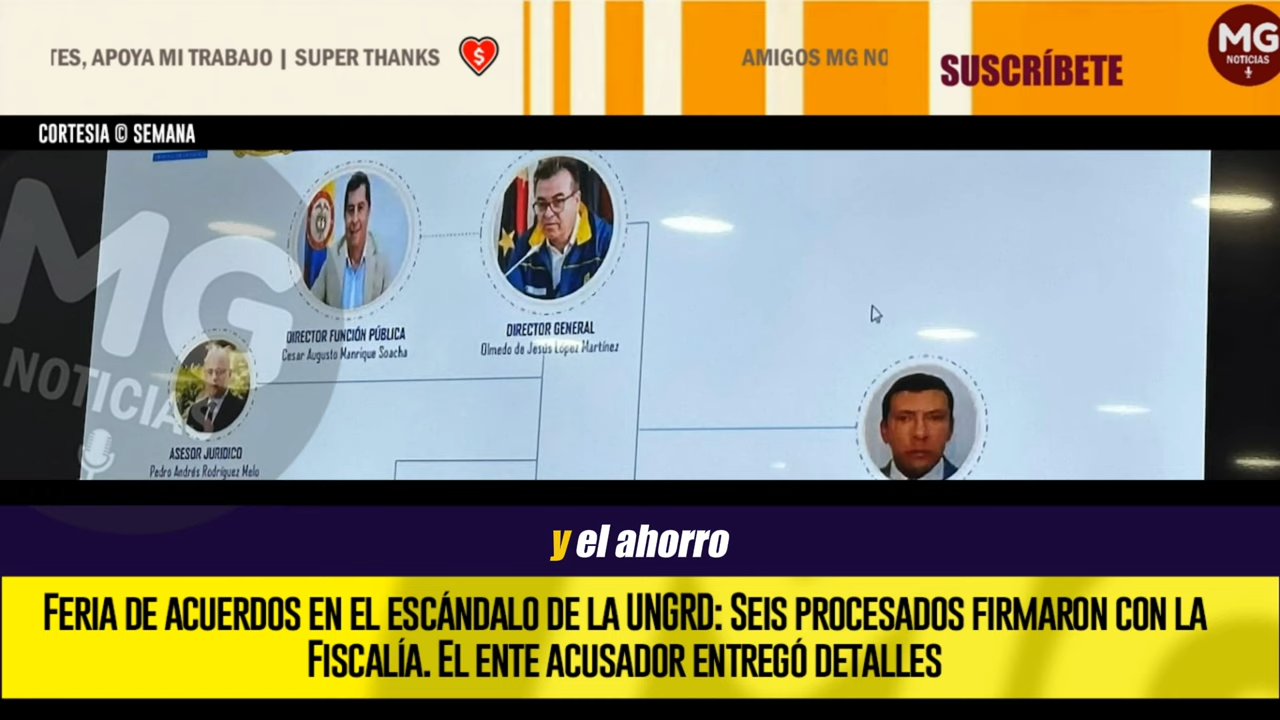 TES, APOYA MI TRABAJO | SUPER THANKS
$
AMIGOS MG NO
SUSCRÍBETE
MG
NOTICIAS
CORTESIA © SEMANA
MG
NOTICIAS
DIRECTOR FUNCIÓN PÚBLICA
Cesar Augusto Manrique Soacha
DIRECTOR GENERAL
Olmedo de Jesús López Martínez
ASESOR JURIDICO
Pedro Andrés Rodríguez Melo
y el ahorro
FERIA DE ACUERDOS EN EL ESCÁNDALO DE LA UNGRD: SEIS PROCESADOS FIRMARON CON LA
FISCALÍA. EL ENTE ACUSADOR ENTREGÓ DETALLES